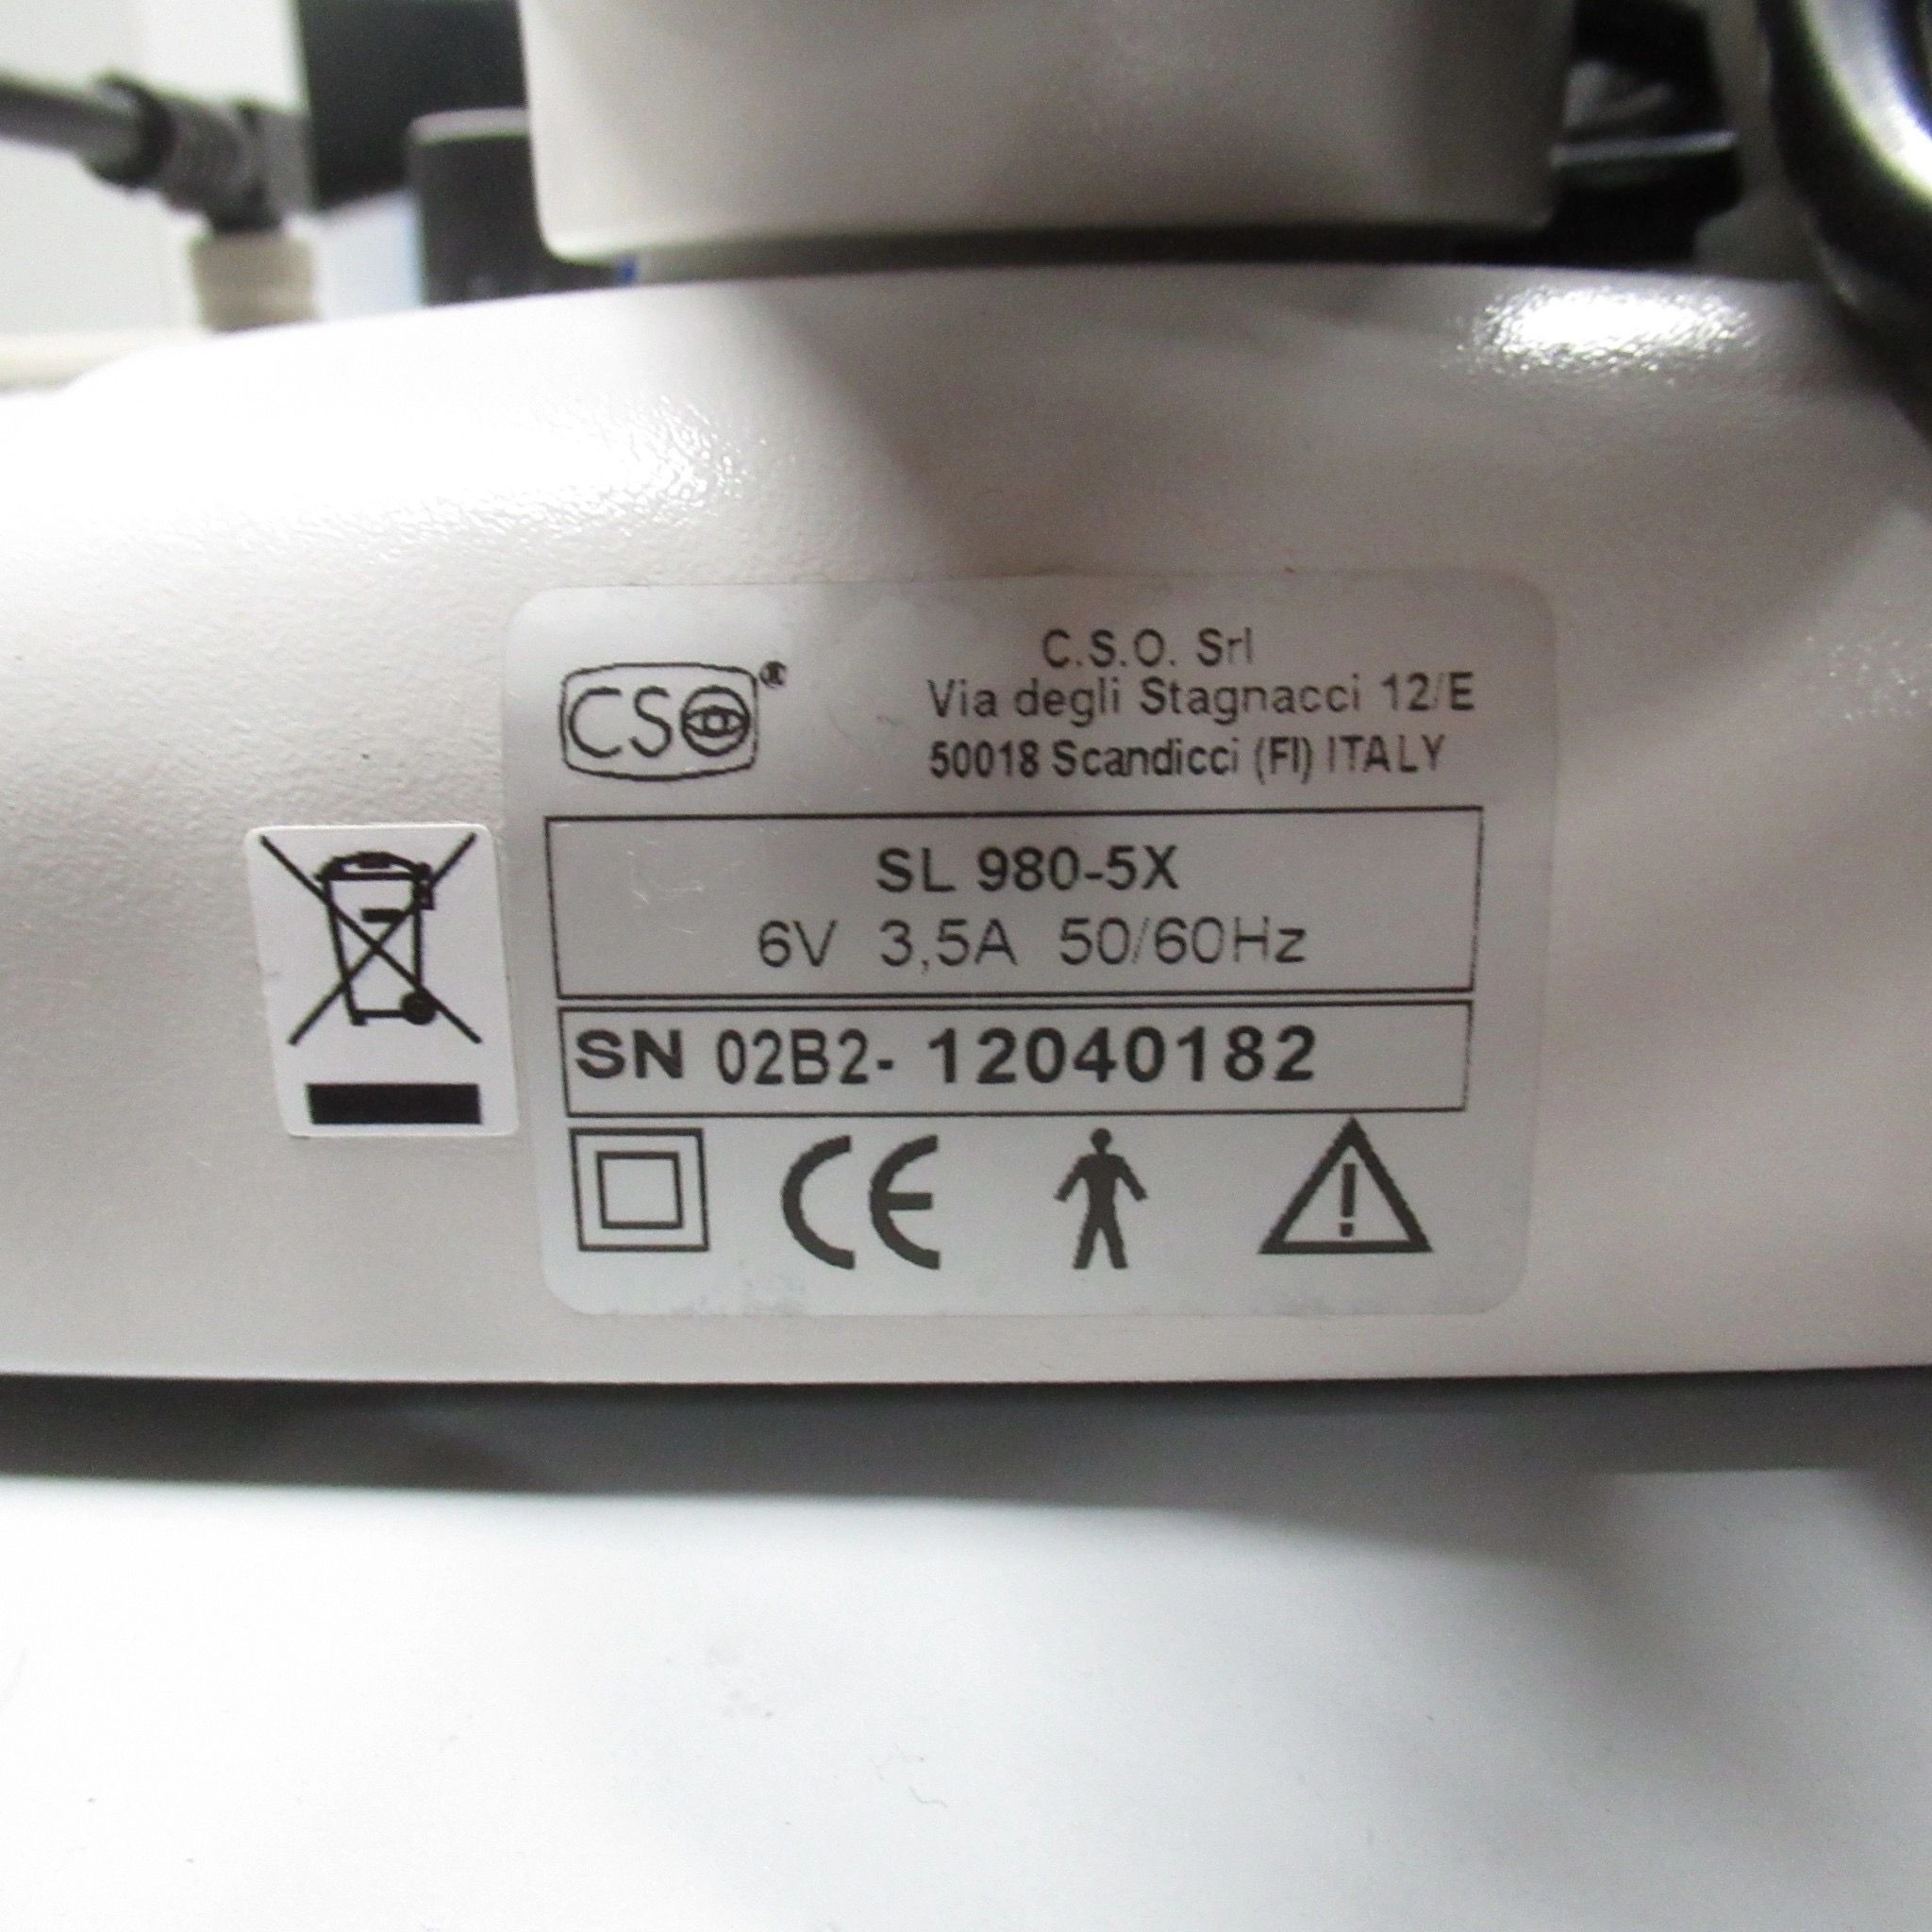 CSO®
C.S.O. Srl
Via degli Stagnacci 12/E
50018 Scandicci (FI) ITALY
SL 980-5X
6V 3,5A 50/60Hz
SN 02B2- 12040182
CE